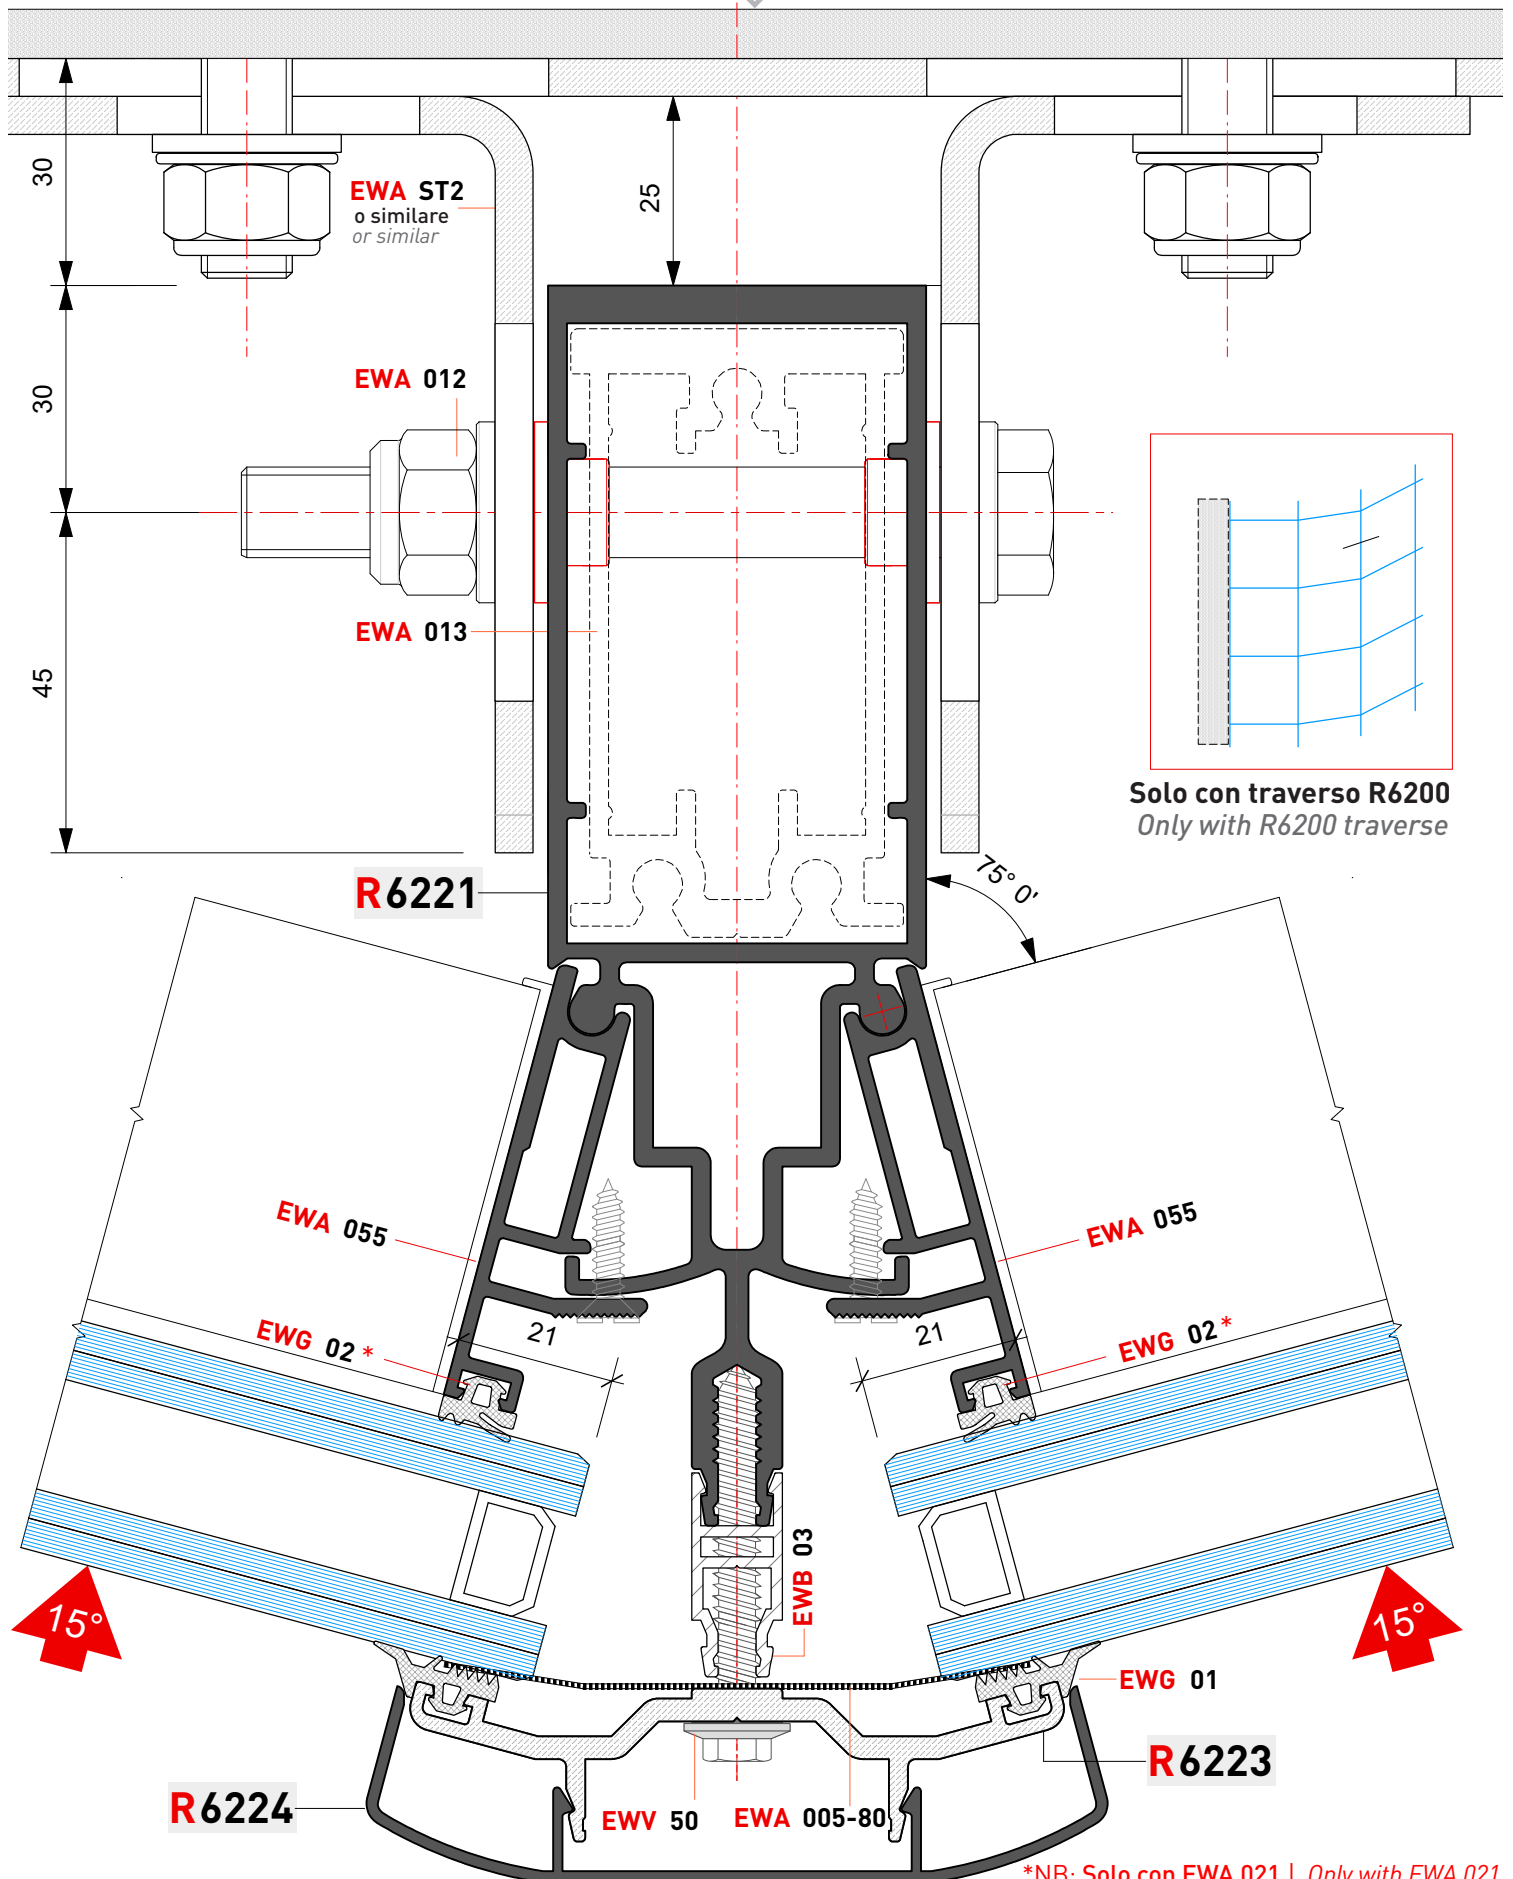 30
25
EWA ST2
o similare
or similar
30
EWA 012
EWA 013
45
Solo con traverso R6200
Only with R6200 traverse
R6221
75° 0'
EWA 055
EWA 055
EWG 02*
21
21
EWG 02*
EWB 03
15°
15°
EWG 01
R6223
R6224
EWV 50
EWA 005-80
*NB: Solo con EWA 021 | Only with EWA 021